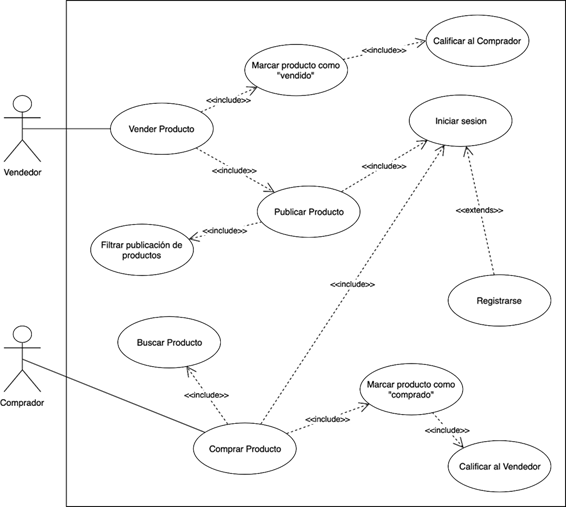 Calificar al Comprador
<<include>>
Marcar producto como
"vendido"
<<include>>
Vender Producto
Iniciar sesion
Vendedor
<<include>>
<<include>>
Publicar Producto
<<extends>>
<<include>>
Filtrar publicación de
productos
<<include>>
Registrarse
Buscar Producto
Comprador
<<include>>
Marcar producto como
"comprado"
<<include>>
<<include>>
Comprar Producto
Calificar al Vendedor